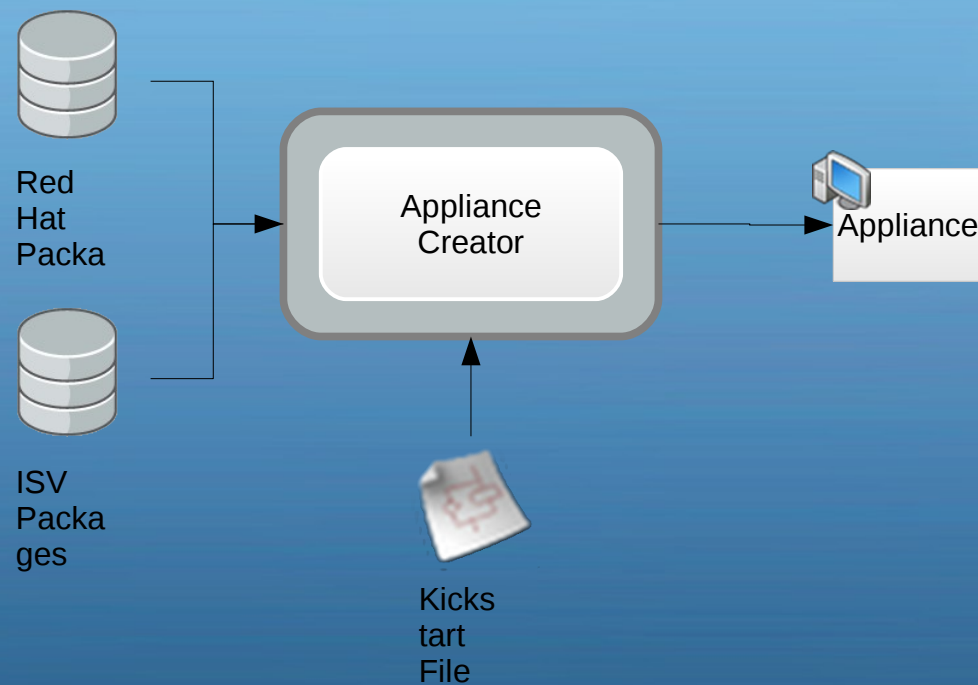 Red
Hat
Packa
Appliance
Creator
Appliance
ISV
Packa
ges
Kicks
tart
File